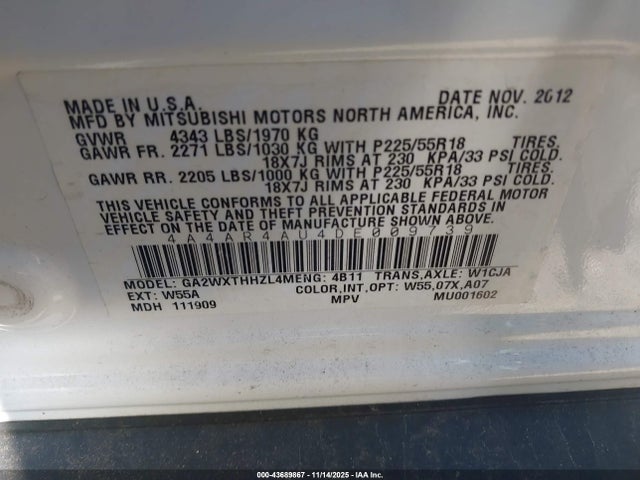 MADE IN U.S.A. DATE NOV. 2012
MFD BY MITSUBISHI MOTORS NORTH AMERICA, INC.
GVWR 4343 LBS/1970 KG
GAWR FR. 2271 LBS/1030 KG WITH P225/55R18 TIRES.
18X7J RIMS AT 230 KPA/33 PSI COLD.
GAWR RR. 2205 LBS/1000 KG WITH P225/55R18 TIRES.
18X7J RIMS AT 230 KPA/33 PSI COLD.
THIS VEHICLE CONFORMS TO ALL APPLICABLE FEDERAL MOTOR
VEHICLE SAFETY AND THEFT PREVENTION STANDARDS IN
EFFECT ON THE DATE OF MANUFACTURE SHOWN ABOVE.
4A4AR4AU4DE009739
MODEL: GA2WXTHHZL4MENG: 4B11 TRANS,AXLE: W1CJA
EXT: W55A COLOR,INT,OPT: W55,07X,A07
MDH 111909 MPV MU001602
000-43689867 - 11/14/2025 - IAA Inc.